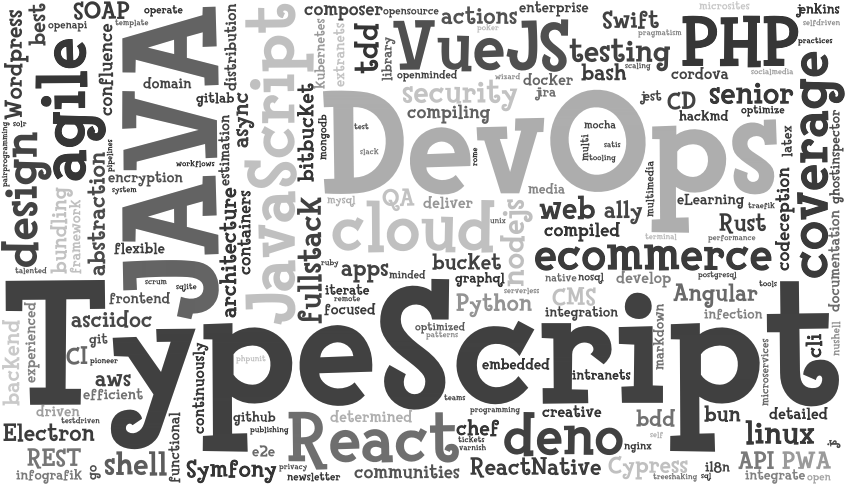 SOAP
operate
composer
opensource
enterprise
microsites
jenkins
Wordpress
best
openapi
template
distribution
kubernetes
extranets
tdd
library
actions
poker
Swift
pragmatism
PHP
selfdriven
practices
agile
confluence
JAVA
domain
gitlab
async
JavaScript
VueJS
testing
openminded
wizard
docker
bash
scaling
cordova
socialmedia
security
jra
compiling
jest
CD
senior
optimize
hackmd
coverage
pairprogramming
solr
design
pipelines
workflows
encryption
system
estimation
bitbucket
mongodb
DevOps
test
slack
rome
mocha
multi
satis
tooling
latex
ghostinspector
bundling
framework
abstraction
architecture
containers
mysql
QA
deliver
media
multimedia
eLearning
traefik
codeception
documentation
flexible
talented
fullstack
cloud
unix
nodejs
web
ally
compiled
Rust
terminal
performance
ruby
apps
minded
bucket
graphql
ecommerce
native
nosql
develop
postgresql
tools
scrum
sqlite
frontend
iterate
remote
focused
serverless
Python
CMS
integration
Angular
infection
TypeScript
asciidoc
optimized
patterns
markdown
microservices
cli
nushell
backend
experienced
git
CI
pioneer
aws
efficient
continuously
phpunit
embedded
intranets
driven
testdriven
Electron
functional
github
publishing
teams
determined
programming
creative
bdd
self
bun
detailed
React
chef
tickets
varnish
deno
nginx
linux
jq
REST
infografik
go
shell
e2e
Symfony
privacy
newsletter
communities
ReactNative
Cypress
treeshaking
sql
il8n
API
PWA
integrate
open